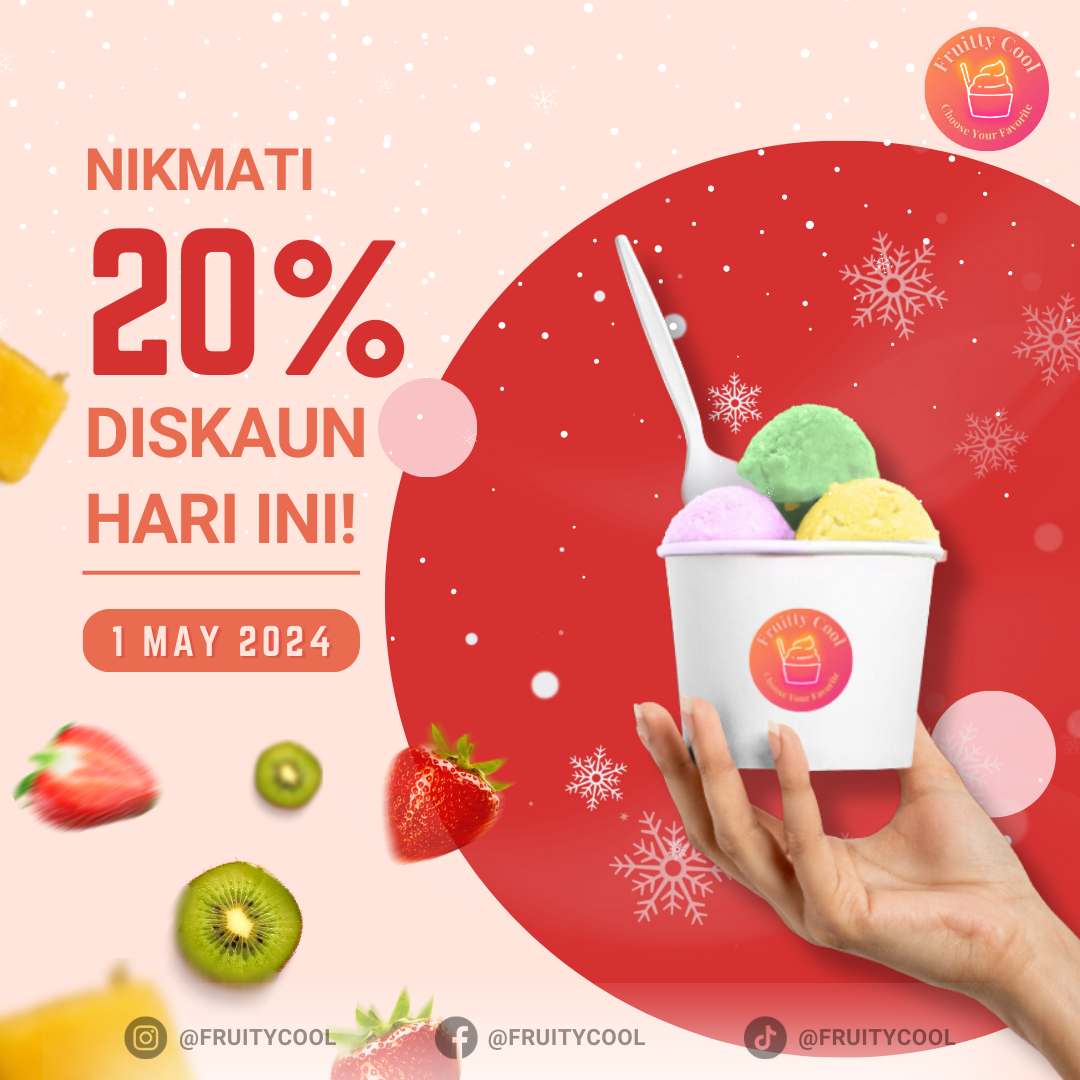 Fruitty Cool
Choose Your Favorite
NIKMATI
20%
DISKAUN
HARI INI!
1 MAY 2024
Fruitty Cool
Choose Your Favorite
@FRUITYCOOL
@FRUITYCOOL
@FRUITYCOOL